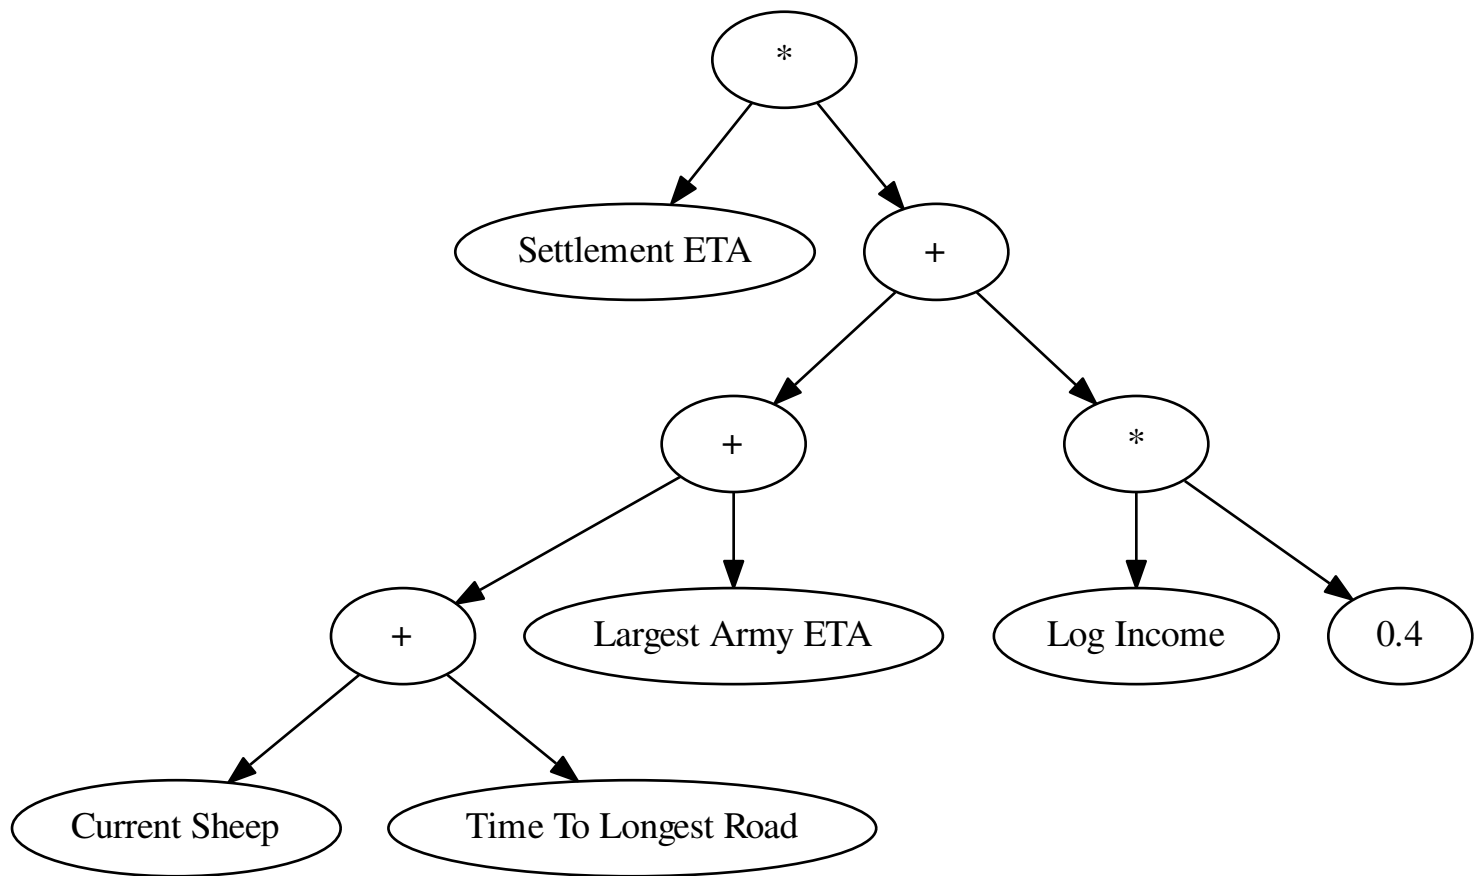 *
Settlement ETA
+
+
*
+
Largest Army ETA
Log Income
0.4
Current Sheep
Time To Longest Road